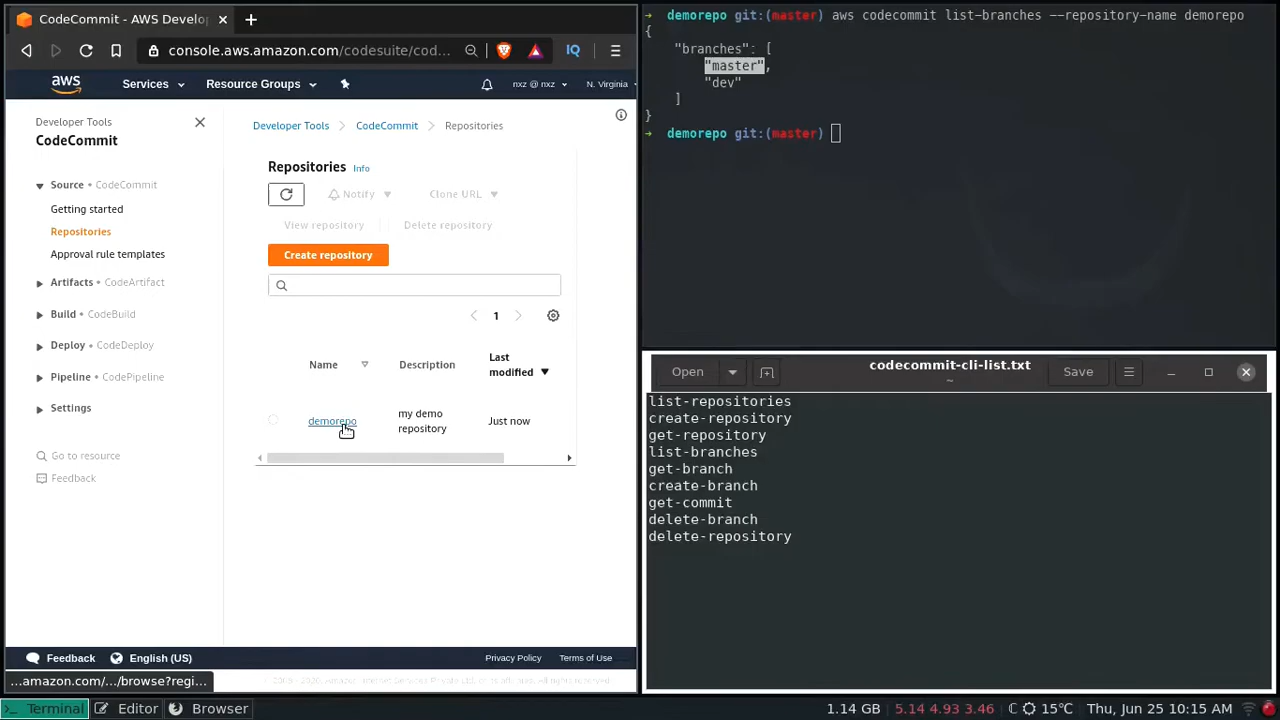 CodeCommit - AWS Develop
console.aws.amazon.com/codesuite/cod...
IQ
aws
Services
Resource Groups
nxz @ nxz
N. Virginia
Developer Tools
CodeCommit
Source • CodeCommit
Getting started
Repositories
Approval rule templates
Artifacts • CodeArtifact
Build • CodeBuild
Deploy • CodeDeploy
Pipeline • CodePipeline
Settings
Go to resource
Feedback
Developer Tools
CodeCommit
Repositories
Repositories Info
Notify
Clone URL
View repository
Delete repository
Create repository
1
Name
Description
Last
modified
demorepo
my demo
repository
Just now
Feedback
English (US)
Privacy Policy
Terms of Use
...amazon.com/.../browse?regi...
demorepo git:(master) aws codecommit list-branches --repository-name demorepo
{
"branches": [
"master",
"dev"
]
}
demorepo git:(master)
Open
codecommit-cli-list.txt
~
Save
list-repositories
create-repository
get-repository
list-branches
get-branch
create-branch
get-commit
delete-branch
delete-repository
Terminal
Editor
Browser
1.14 GB
5.14 4.93 3.46
15℃
Thu, Jun 25 10:15 AM